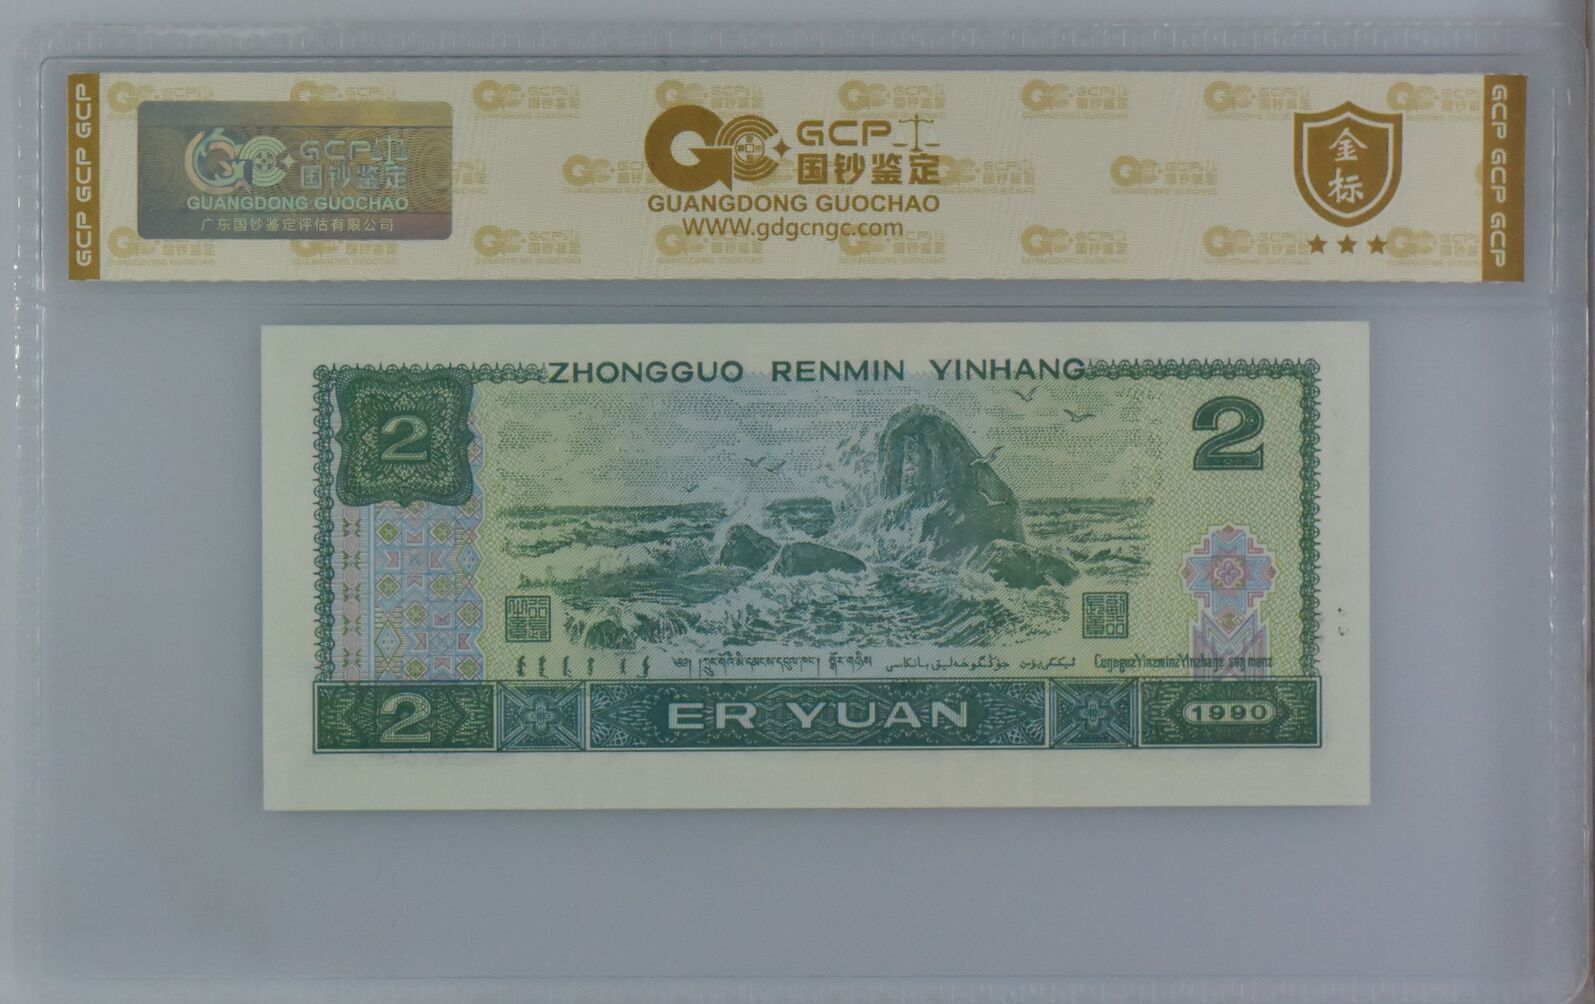 GCP GCP GCP
GCP
国钞鉴定
GUANGDONG GUOCHAO
广东国钞鉴定评估有限公司
GCP
国钞鉴定
GUANGDONG GUOCHAO
WWW.gdgcngc.com
金标
GCP GCP GCP
ZHONGGUO RENMIN YINHANG
2
2
2
ER YUAN
1990